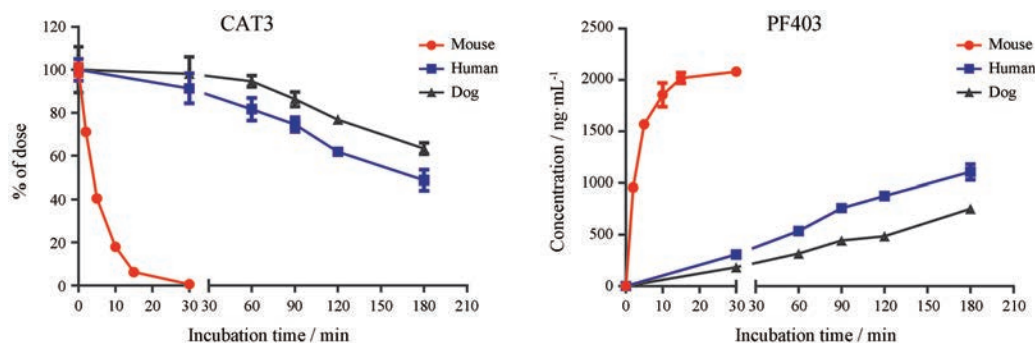 CAT3
120
100
80
60
40
20
0
% of dose
0 10 20 30 30 60 90 120 150 180 210
Incubation time / min
Mouse
Human
Dog
PF403
2500
2000
1500
1000
500
0
Concentration / ng·mL⁻¹
0 10 20 30 30 60 90 120 150 180 210
Incubation time / min
Mouse
Human
Dog